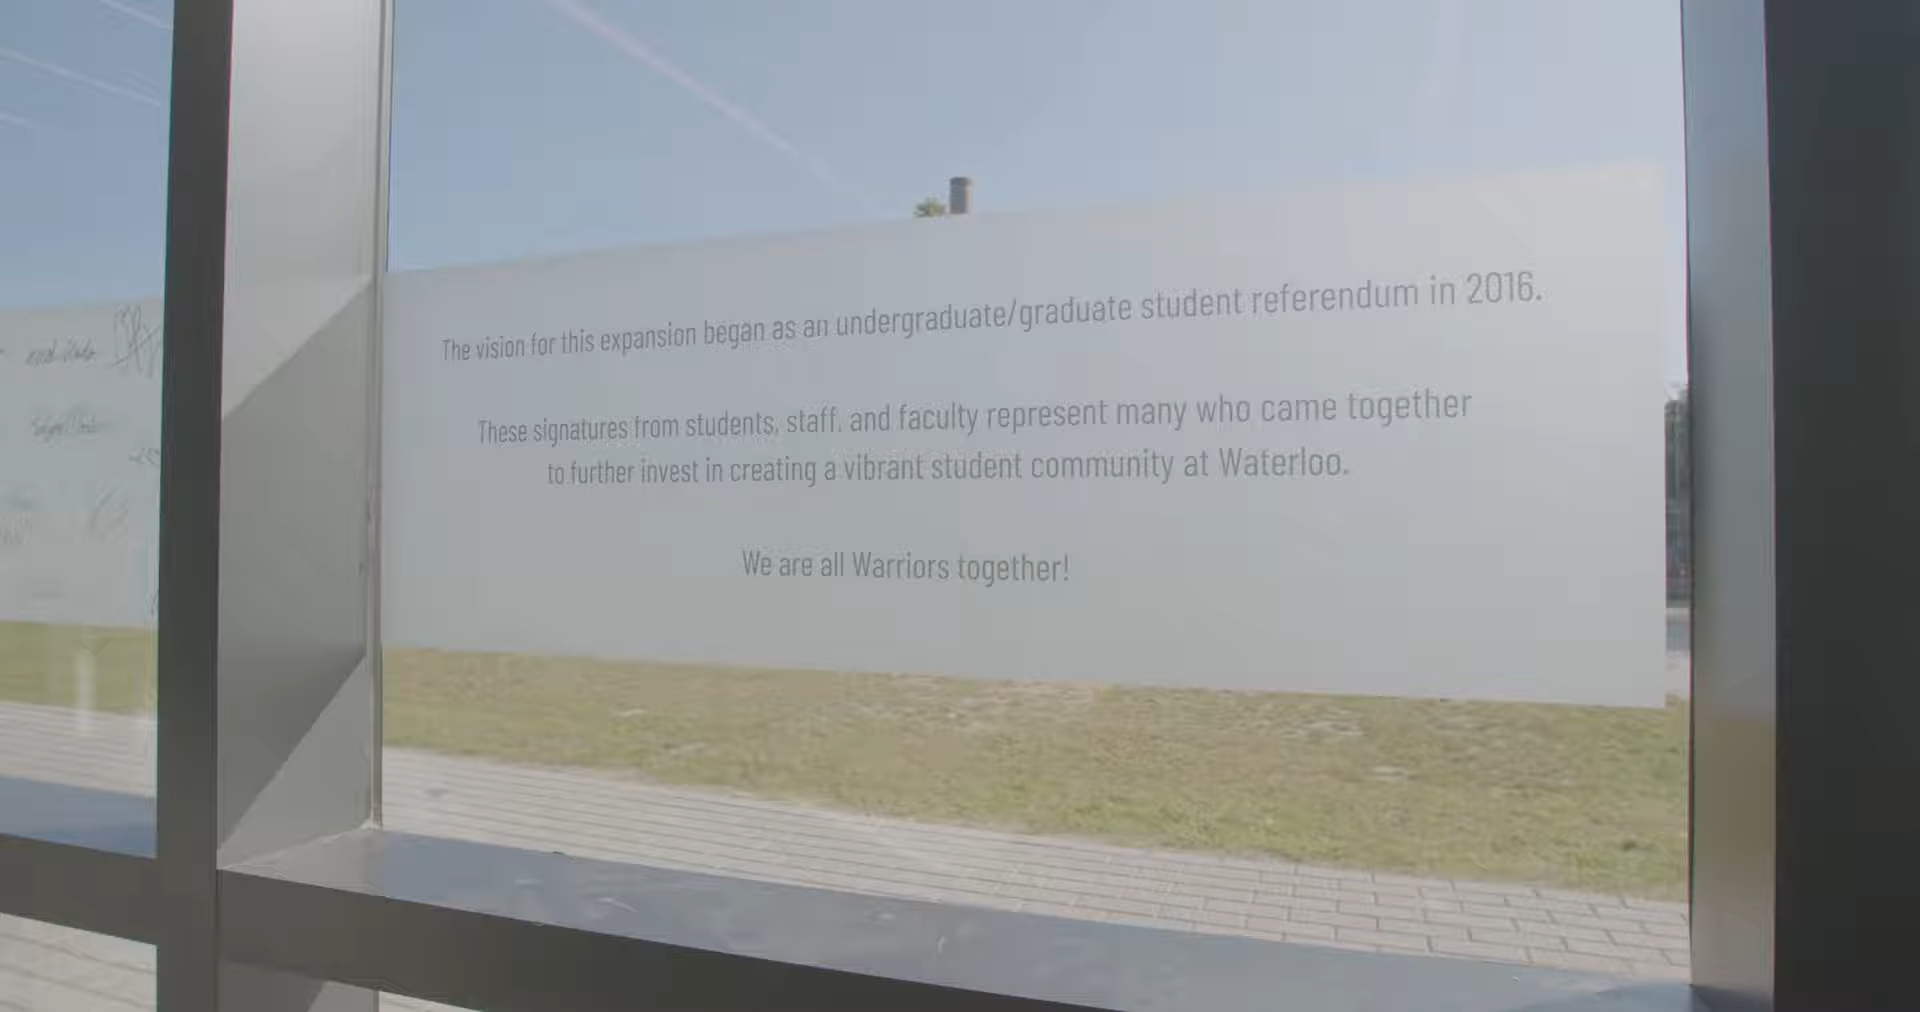 The vision for this expansion began as an undergraduate/graduate student referendum in 2016.
These signatures from students, staff, and faculty represent many who came together
to further invest in creating a vibrant student community at Waterloo.
We are all Warriors together!